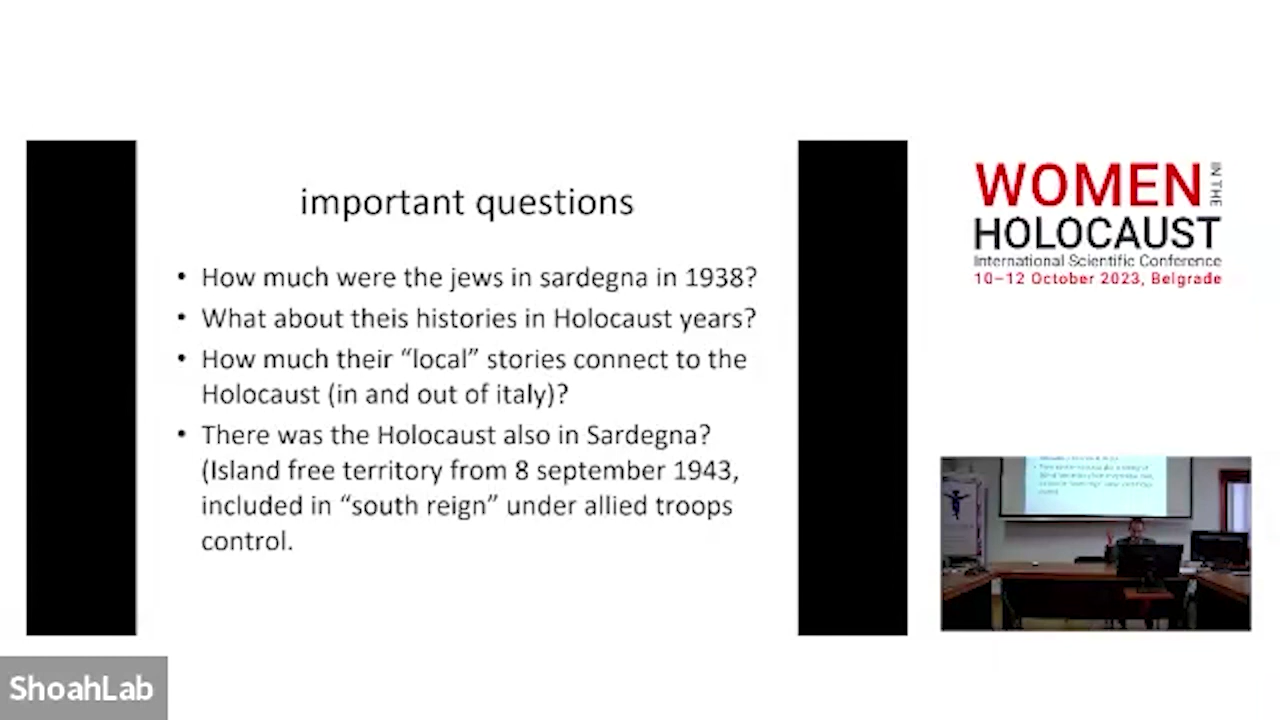 important questions
• How much were the jews in sardegna in 1938?
• What about theis histories in Holocaust years?
• How much their “local” stories connect to the
Holocaust (in and out of italy)?
• There was the Holocaust also in Sardegna?
(Island free territory from 8 september 1943,
included in “south reign” under allied troops
control.
WOMEN IN THE
HOLOCAUST
International Scientific Conference
10–12 October 2023, Belgrade
ShoahLab